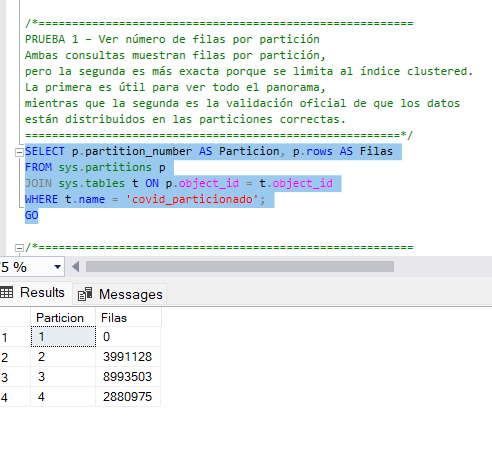 /*=======================================================
PRUEBA 1 – Ver número de filas por partición
Ambas consultas muestran filas por partición,
pero la segunda es más exacta porque se limita al índice clustered.
La primera es útil para ver todo el panorama,
mientras que la segunda es la validación oficial de que los datos
están distribuidos en las particiones correctas.
=======================================================*/
SELECT p.partition_number AS Particion, p.rows AS Filas
FROM sys.partitions p
JOIN sys.tables t ON p.object_id = t.object_id
WHERE t.name = 'covid_particionado';
GO
/*=======================================================
75 %
Results Messages
Particion Filas
1 1 0
2 2 3991128
3 3 8993503
4 4 2880975